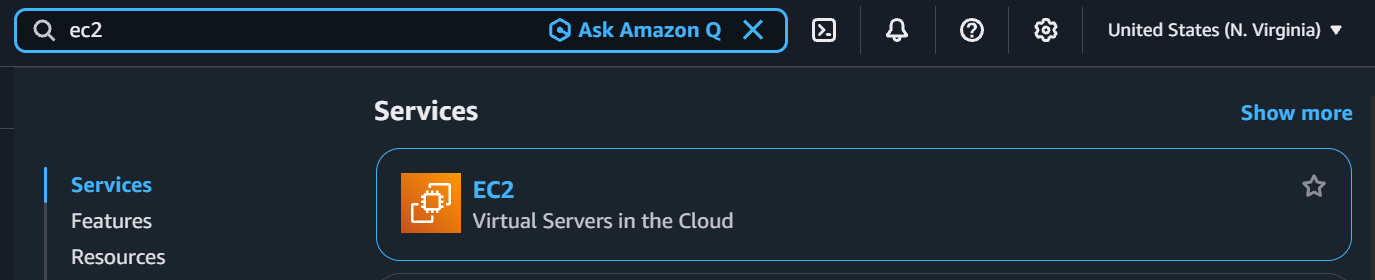 ec2 Ask Amazon Q United States (N. Virginia)
Services Show more
Services
Features
Resources
EC2
Virtual Servers in the Cloud